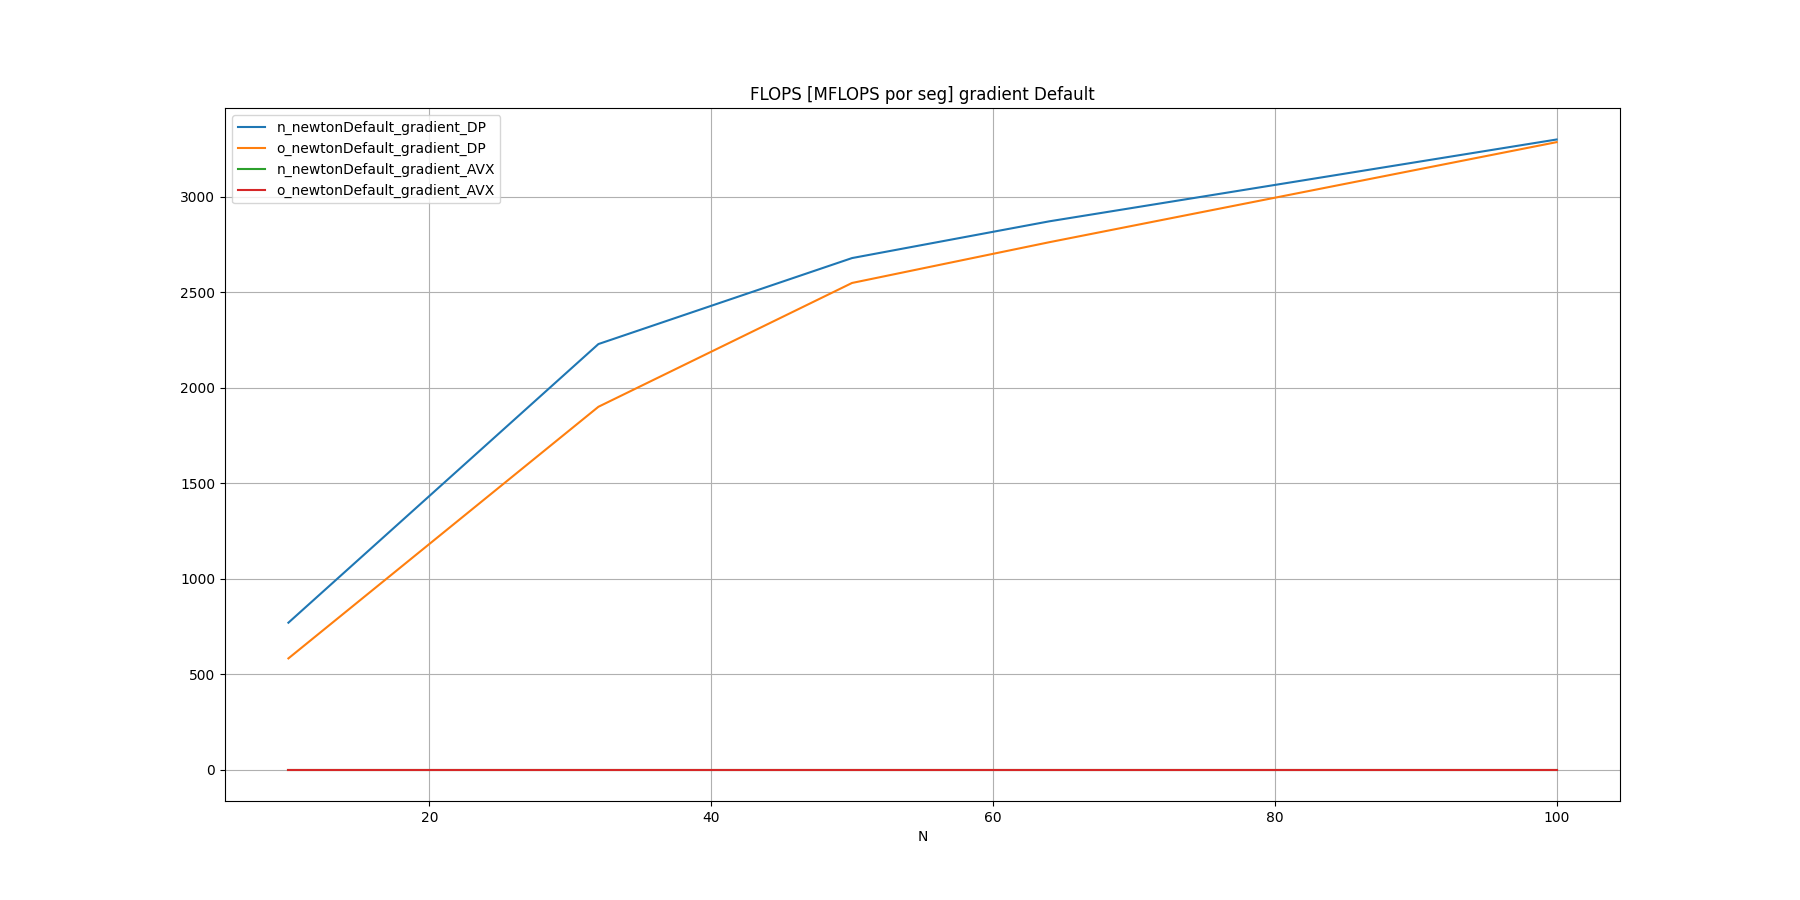 FLOPS [MFLOPS por seg] gradient Default
n_newtonDefault_gradient_DP
o_newtonDefault_gradient_DP
n_newtonDefault_gradient_AVX
o_newtonDefault_gradient_AVX
3000
2500
2000
1500
1000
500
0
20 40 60 80 100
N